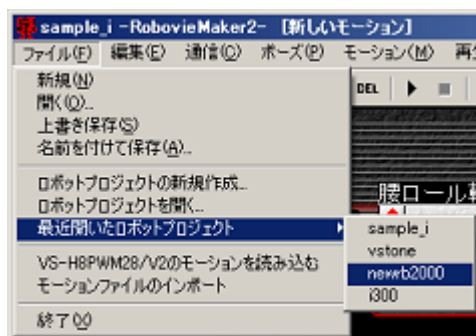 sample_i -RobovieMaker2- [新しいモーション]
ファイル(F) 編集(E) 通信(C) ポーズ(P) モーション(M)
新規(N)
開く(O)...
上書き保存(S)
名前を付けて保存(A)...
DEL
ロボットプロジェクトの新規作成...
ロボットプロジェクトを開く...
最近開いたロボットプロジェクト
腰ロール
sample_i
vstone
newrb2000
i300
VS-H8PWM28/V2のモーションを読み込む
モーションファイルのインポート
終了(X)